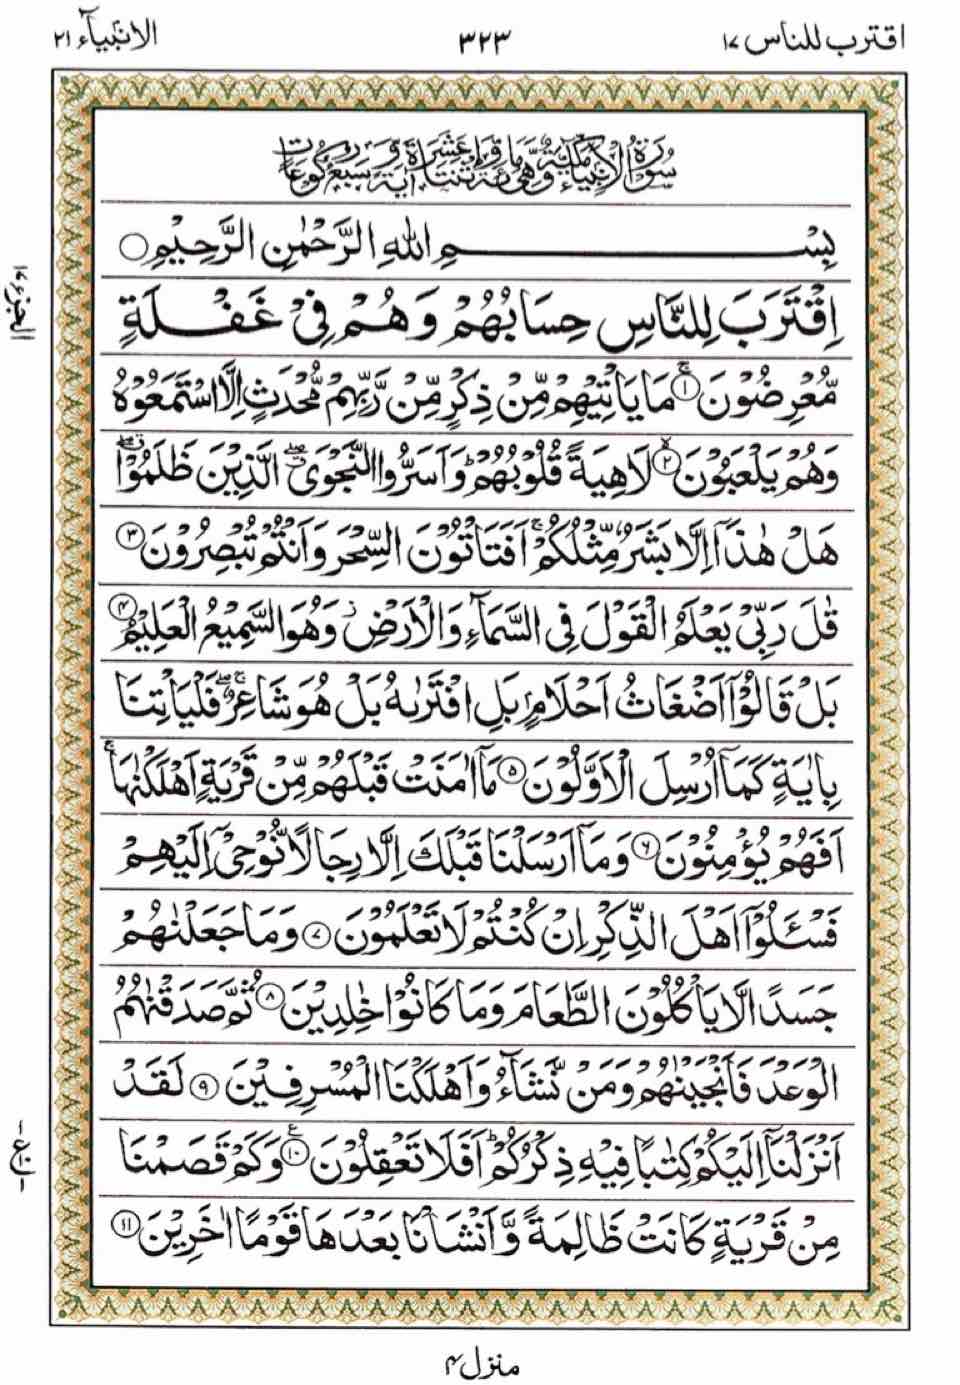 اقترب للناس ١٧
٣٢٣
الانبیآء ٢١
سُوْرَةُ الْاَنْۢبِیَآءِ مَكِّیَّةٌ وَّهِیَ مِائَةٌ وَّاثْنَتَا عَشْرَةَ اٰیَةً وَّسَبْعُ رُكُوْعَاتٍ
بِسْمِ اللّٰهِ الرَّحْمٰنِ الرَّحِیْمِ
اِقْتَرَبَ لِلنَّاسِ حِسَابُهُمْ وَهُمْ فِیْ غَفْلَةٍ
مُّعْرِضُوْنَ ۚ﴿١﴾ مَا یَاْتِیْهِمْ مِّنْ ذِكْرٍ مِّنْ رَّبِّهِمْ مُّحْدَثٍ اِلَّا اسْتَمَعُوْهُ
وَهُمْ یَلْعَبُوْنَ ۙ﴿٢﴾ لَاهِیَةً قُلُوْبُهُمْ ؕ وَاَسَرُّوا النَّجْوَی ۖۗ الَّذِیْنَ ظَلَمُوْا ۖۗ
هَلْ هٰذَاۤ اِلَّا بَشَرٌ مِّثْلُكُمْ ۚ اَفَتَاْتُوْنَ السِّحْرَ وَاَنْتُمْ تُبْصِرُوْنَ ﴿٣﴾
قٰلَ رَبِّیْ یَعْلَمُ الْقَوْلَ فِی السَّمَآءِ وَالْاَرْضِ ؗ وَهُوَ السَّمِیْعُ الْعَلِیْمُ ﴿٤﴾
بَلْ قَالُوْۤا اَضْغَاثُ اَحْلَامٍۭ بَلِ افْتَرٰىهُ بَلْ هُوَ شَاعِرٌ ۖۚ فَلْیَاْتِنَا
بِاٰیَةٍ كَمَاۤ اُرْسِلَ الْاَوَّلُوْنَ ﴿٥﴾ مَاۤ اٰمَنَتْ قَبْلَهُمْ مِّنْ قَرْیَةٍ اَهْلَكْنٰهَا ۚ
اَفَهُمْ یُؤْمِنُوْنَ ﴿٦﴾ وَمَاۤ اَرْسَلْنَا قَبْلَكَ اِلَّا رِجَالًا نُّوْحِیْۤ اِلَیْهِمْ
فَسْـَٔلُوْۤا اَهْلَ الذِّكْرِ اِنْ كُنْتُمْ لَا تَعْلَمُوْنَ ﴿٧﴾ وَمَا جَعَلْنٰهُمْ
جَسَدًا لَّا یَاْكُلُوْنَ الطَّعَامَ وَمَا كَانُوْا خٰلِدِیْنَ ﴿٨﴾ ثُمَّ صَدَقْنٰهُمُ
الْوَعْدَ فَاَنْجَیْنٰهُمْ وَمَنْ نَّشَآءُ وَاَهْلَكْنَا الْمُسْرِفِیْنَ ﴿٩﴾ لَقَدْ
اَنْزَلْنَاۤ اِلَیْكُمْ كِتٰبًا فِیْهِ ذِكْرُكُمْ ؕ اَفَلَا تَعْقِلُوْنَ ﴿١٠﴾ ع وَكَمْ قَصَمْنَا
مِنْ قَرْیَةٍ كَانَتْ ظَالِمَةً وَّاَنْشَاْنَا بَعْدَهَا قَوْمًا اٰخَرِیْنَ ﴿١١﴾
الجزء ١٧
ع
منزل ٤